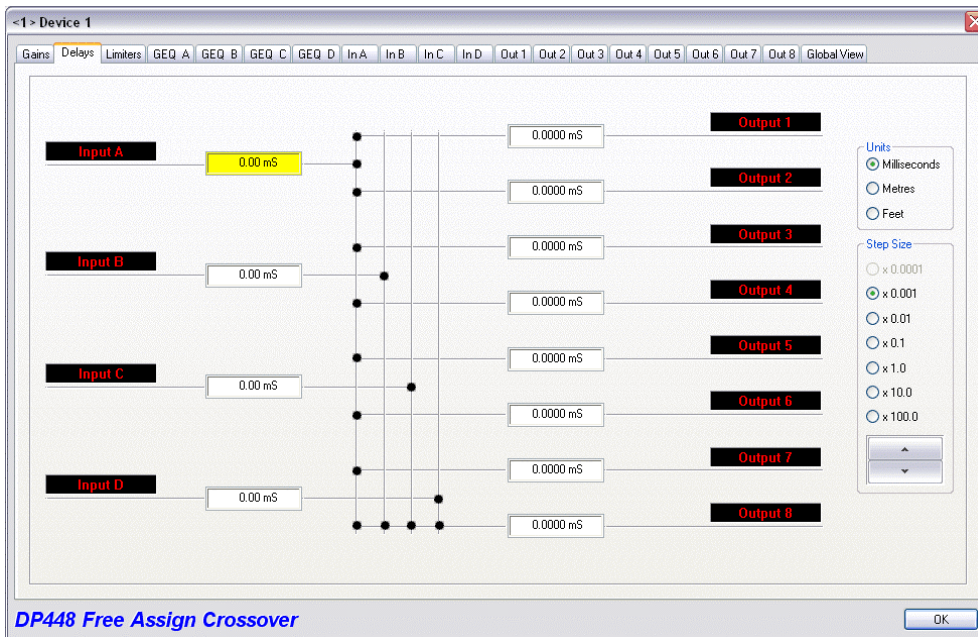 <1> Device 1
Gains Delays Limiters GEQ A GEQ B GEQ C GEQ D In A In B In C In D Out 1 Out 2 Out 3 Out 4 Out 5 Out 6 Out 7 Out 8 Global View
Input A
0.00 mS
Input B
0.00 mS
Input C
0.00 mS
Input D
0.00 mS
0.0000 mS
Output 1
0.0000 mS
Output 2
0.0000 mS
Output 3
0.0000 mS
Output 4
0.0000 mS
Output 5
0.0000 mS
Output 6
0.0000 mS
Output 7
0.0000 mS
Output 8
Units
Milliseconds
Metres
Feet
Step Size
x 0.0001
x 0.001
x 0.01
x 0.1
x 1.0
x 10.0
x 100.0
DP448 Free Assign Crossover
OK